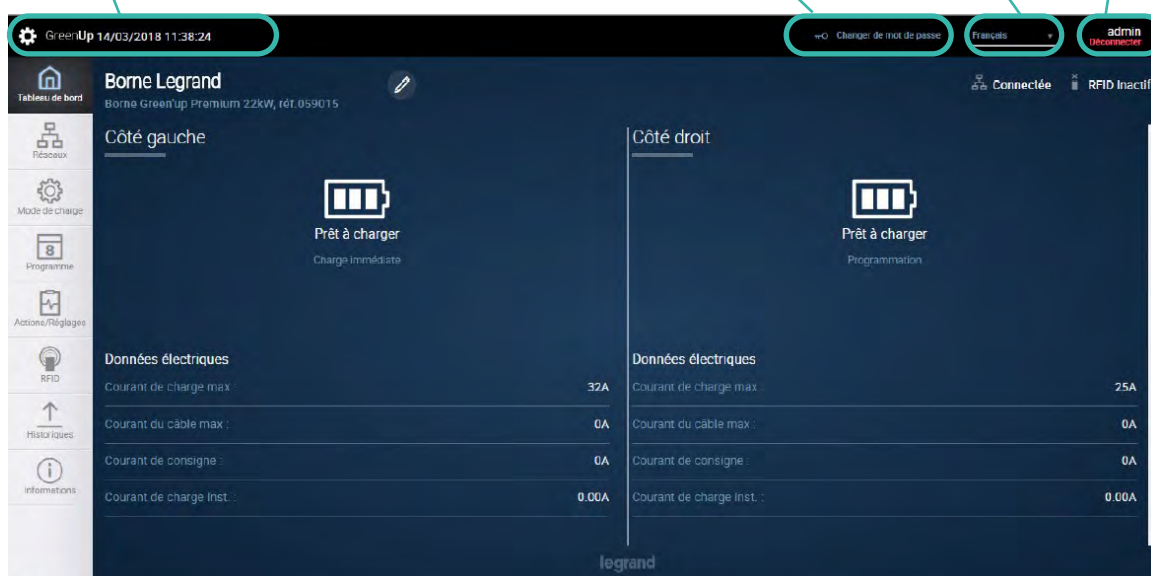 GreenUp 14/03/2018 11:38:24
Changer de mot de passe
Français
admin
Déconnecter
Tableau de bord
Réseaux
Mode de charge
8
Programme
Actions/Réglages
RFID
Historiques
Informations
Borne Legrand
Borne Green'up Premium 22kW, réf.059015
Connectée
RFID Inactif
Côté gauche
Prêt à charger
Charge immédiate
Données électriques
Courant de charge max : 32A
Courant du câble max : 0A
Courant de consigne : 0A
Courant de charge Inst. : 0.00A
Côté droit
Prêt à charger
Programmation
Données électriques
Courant de charge max : 25A
Courant du câble max : 0A
Courant de consigne : 0A
Courant de charge Inst. : 0.00A
legrand